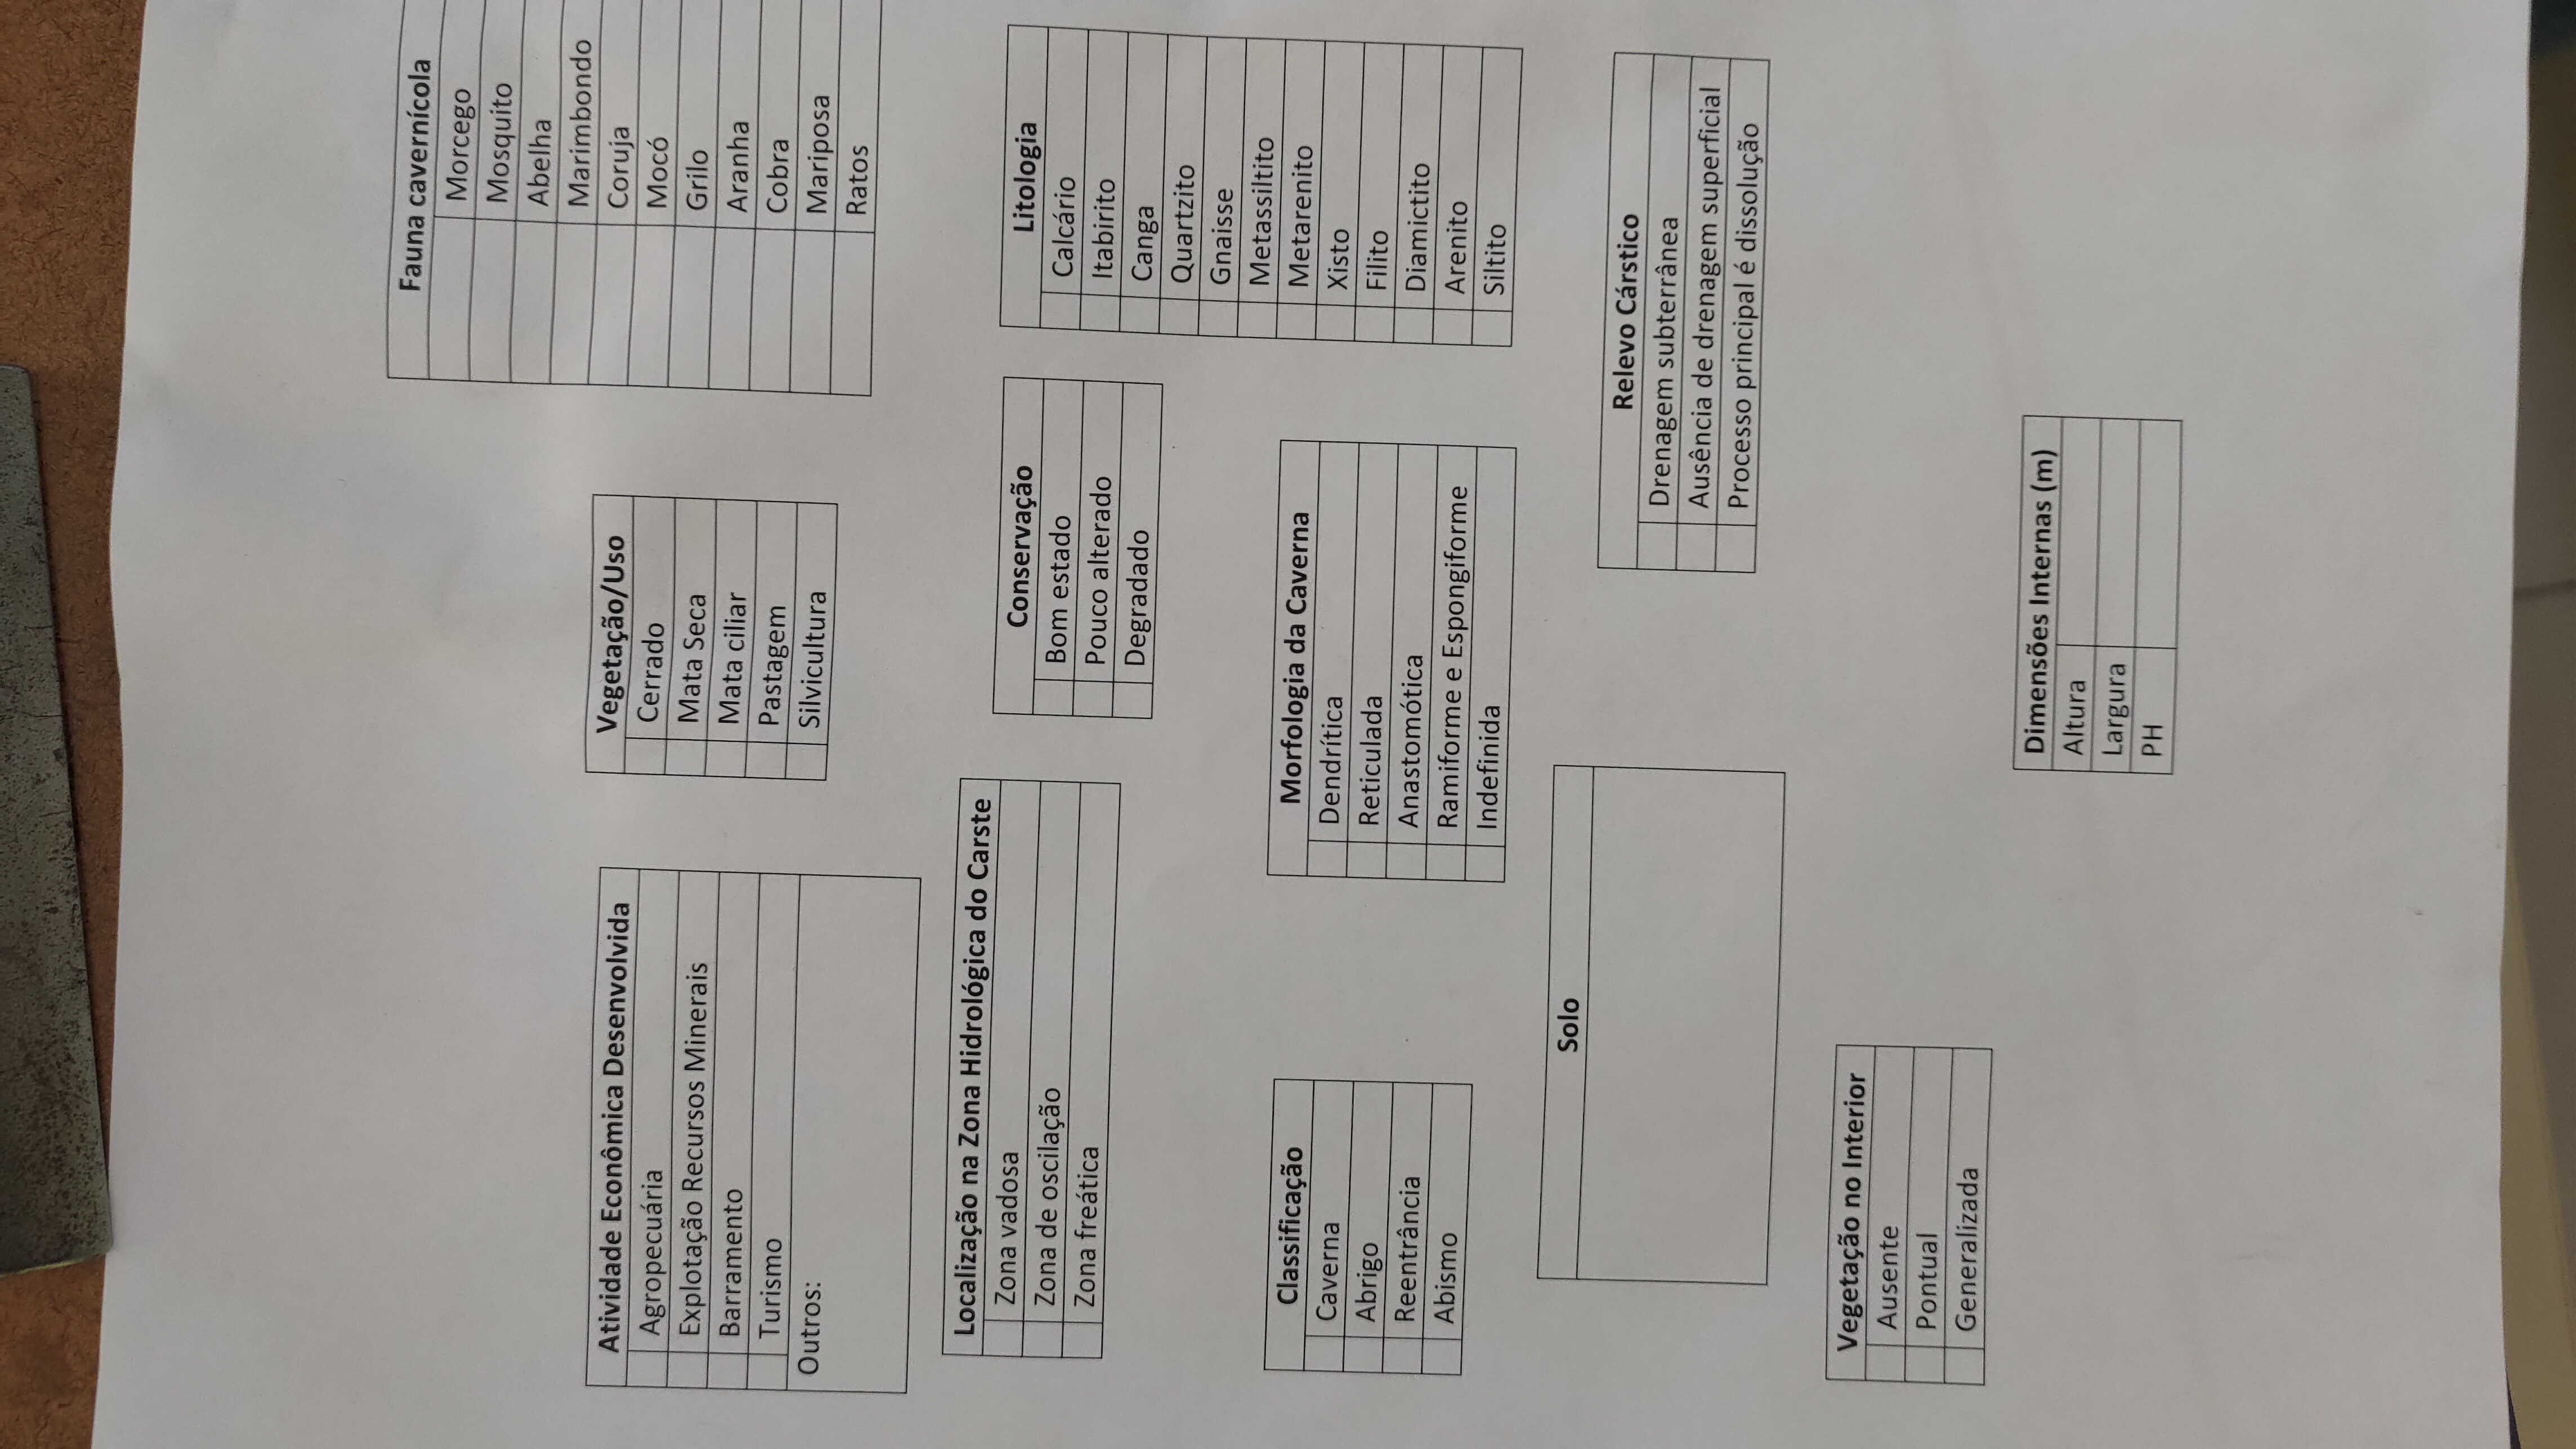 Fauna cavernícola
Morcego
Mosquito
Abelha
Marimbondo
Coruja
Mocó
Grilo
Aranha
Cobra
Mariposa
Ratos
Atividade Econômica Desenvolvida
Agropecuária
Explotação Recursos Minerais
Barramento
Turismo
Outros:
Vegetação/Uso
Cerrado
Mata Seca
Mata ciliar
Pastagem
Silvicultura
Localização na Zona Hidrológica do Carste
Zona vadosa
Zona de oscilação
Zona freática
Conservação
Bom estado
Pouco alterado
Degradado
Litologia
Calcário
Itabirito
Canga
Quartzito
Gnaisse
Metassiltito
Metarenito
Xisto
Filito
Diamictito
Arenito
Siltito
Classificação
Caverna
Abrigo
Reentrância
Abismo
Morfologia da Caverna
Dendrítica
Reticulada
Anastomótica
Ramiforme e Espongiforme
Indefinida
Solo
Relevo Cárstico
Drenagem subterrânea
Ausência de drenagem superficial
Processo principal é dissolução
Vegetação no Interior
Ausente
Pontual
Generalizada
Dimensões Internas (m)
Altura
Largura
PH